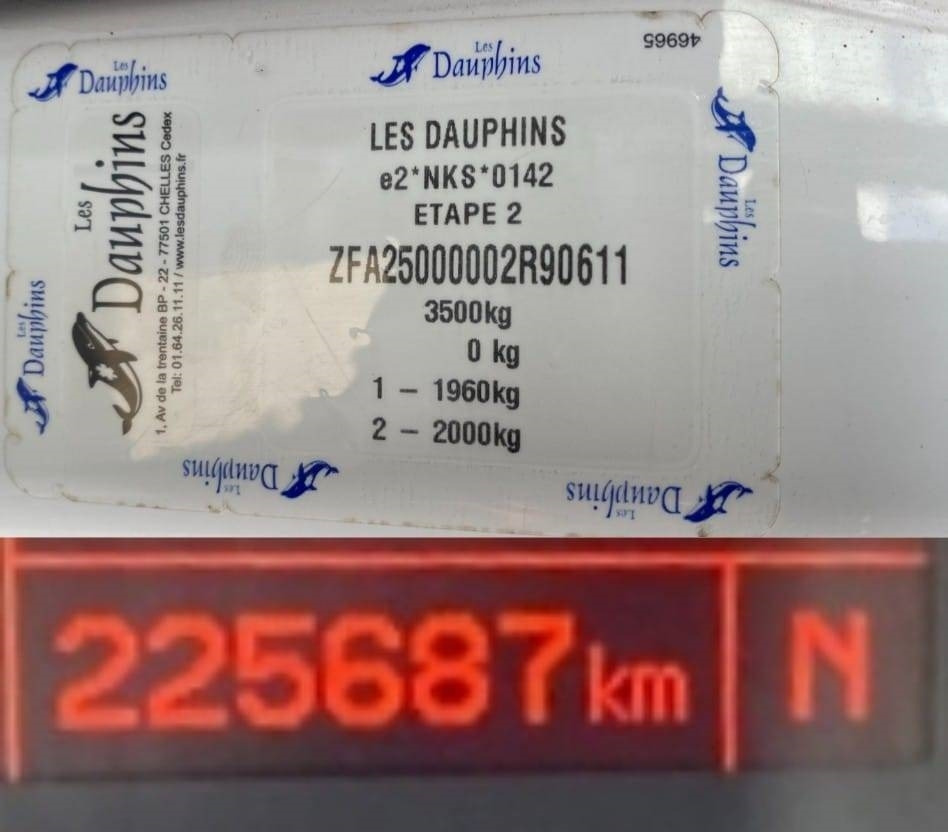 Les
Dauphins
Les
Dauphins
46965
Les
Dauphins
1, Av de la trentaine BP - 22 - 77501 CHELLES Cedex
Tel: 01.64.26.11.11 / www.lesdauphins.fr
LES DAUPHINS
e2*NKS*0142
ETAPE 2
ZFA25000002R90611
3500kg
0 kg
1 – 1960kg
2 – 2000kg
Les
Dauphins
Les
Dauphins
Les
Dauphins
Les
Dauphins
225687km
N